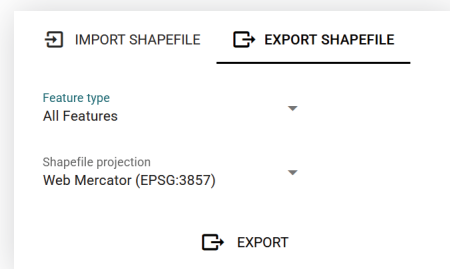 IMPORT SHAPEFILE EXPORT SHAPEFILE
Feature type
All Features
Shapefile projection
Web Mercator (EPSG:3857)
EXPORT